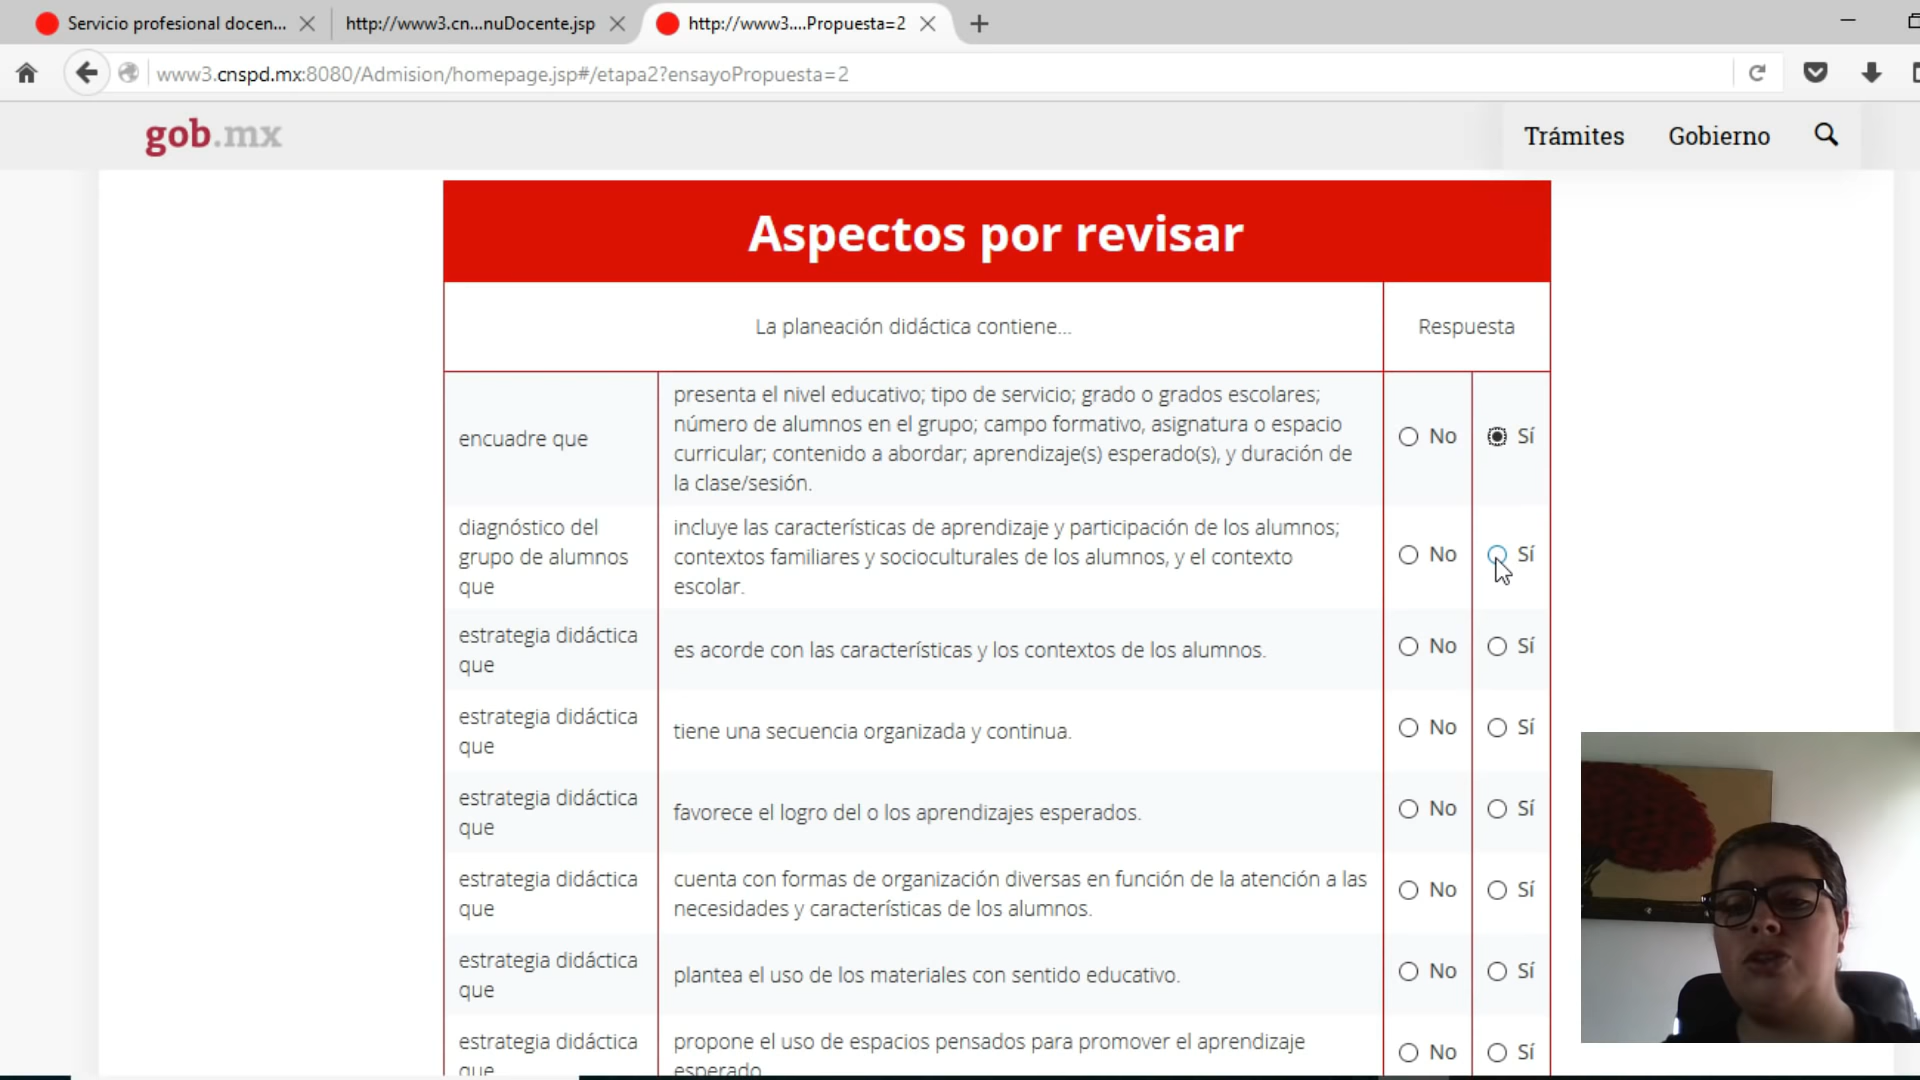 Servicio profesional docen...
http://www3.cn...nuDocente.jsp
http://www3....Propuesta=2
www3.cnspd.mx:8080/Admision/homepage.jsp#/etapa2?ensayoPropuesta=2
gob.mx
Trámites
Gobierno
Aspectos por revisar
La planeación didáctica contiene...
Respuesta
encuadre que
presenta el nivel educativo; tipo de servicio; grado o grados escolares;
número de alumnos en el grupo; campo formativo, asignatura o espacio
curricular; contenido a abordar; aprendizaje(s) esperado(s), y duración de
la clase/sesión.
No
Sí
diagnóstico del
grupo de alumnos
que
incluye las características de aprendizaje y participación de los alumnos;
contextos familiares y socioculturales de los alumnos, y el contexto
escolar.
No
Sí
estrategia didáctica
que
es acorde con las características y los contextos de los alumnos.
No
Sí
estrategia didáctica
que
tiene una secuencia organizada y continua.
No
Sí
estrategia didáctica
que
favorece el logro del o los aprendizajes esperados.
No
Sí
estrategia didáctica
que
cuenta con formas de organización diversas en función de la atención a las
necesidades y características de los alumnos.
No
Sí
estrategia didáctica
que
plantea el uso de los materiales con sentido educativo.
No
Sí
estrategia didáctica
que
propone el uso de espacios pensados para promover el aprendizaje
esperado
No
Sí